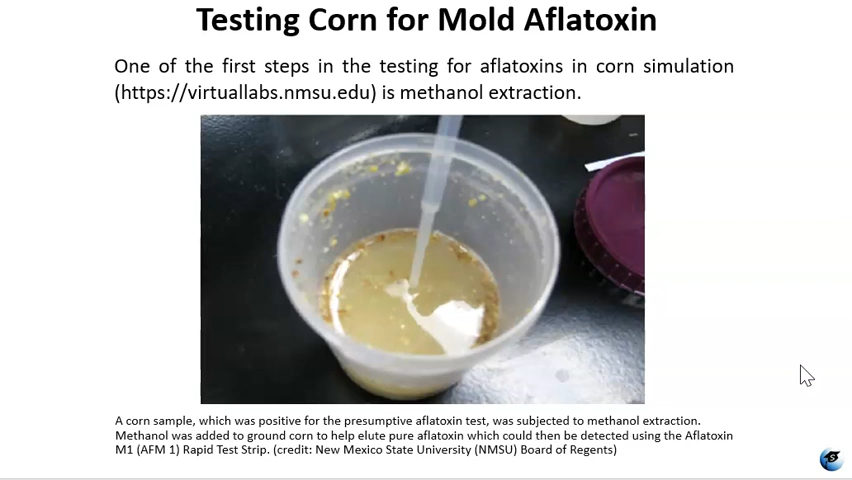 Testing Corn for Mold Aflatoxin
One of the first steps in the testing for aflatoxins in corn simulation
(https://virtuallabs.nmsu.edu) is methanol extraction.
A corn sample, which was positive for the presumptive aflatoxin test, was subjected to methanol extraction.
Methanol was added to ground corn to help elute pure aflatoxin which could then be detected using the Aflatoxin
M1 (AFM 1) Rapid Test Strip. (credit: New Mexico State University (NMSU) Board of Regents)